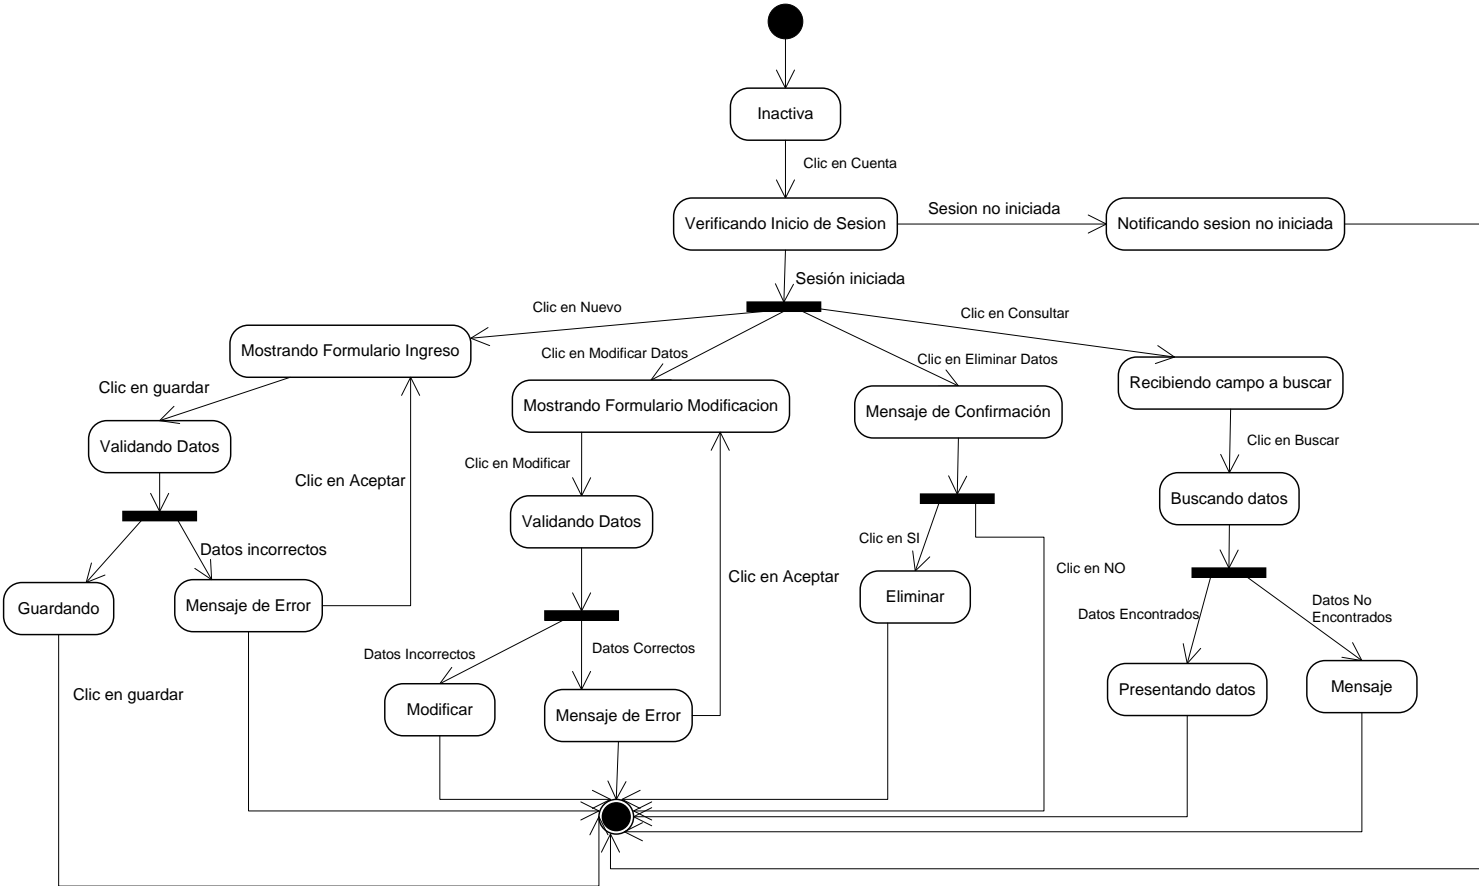 Inactiva
Clic en Cuenta
Verificando Inicio de Sesion
Sesion no iniciada
Notificando sesion no iniciada
Sesión iniciada
Clic en Nuevo
Clic en Consultar
Mostrando Formulario Ingreso
Clic en Modificar Datos
Clic en Eliminar Datos
Recibiendo campo a buscar
Clic en guardar
Mostrando Formulario Modificacion
Mensaje de Confirmación
Validando Datos
Clic en Buscar
Clic en Aceptar
Clic en Modificar
Buscando datos
Validando Datos
Datos incorrectos
Clic en SI
Clic en NO
Clic en Aceptar
Guardando
Mensaje de Error
Eliminar
Datos Encontrados
Datos No
Encontrados
Datos Incorrectos
Datos Correctos
Clic en guardar
Modificar
Mensaje de Error
Presentando datos
Mensaje